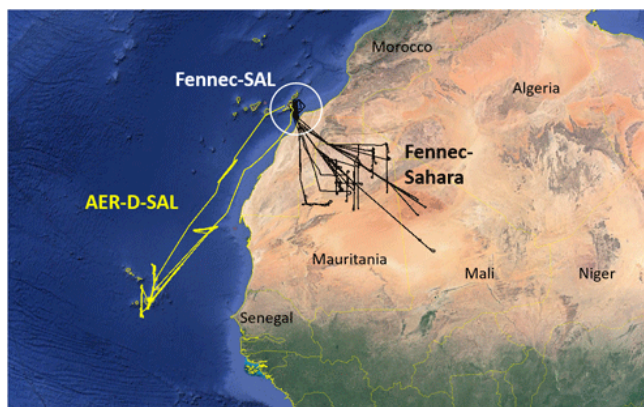 Morocco
Fennec-SAL
Algeria
Fennec-
Sahara
AER-D-SAL
Mauritania
Mali
Niger
Senegal